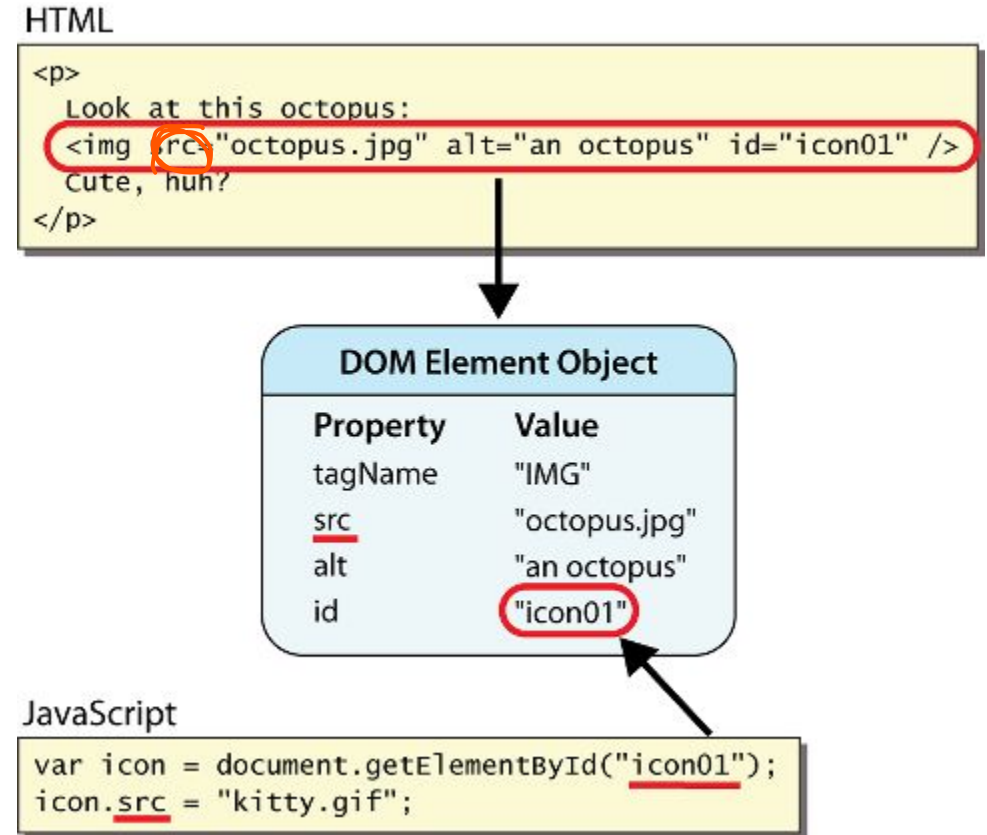 HTML
<p>
Look at this octopus:
<img src="octopus.jpg" alt="an octopus" id="icon01" />
Cute, huh?
</p>
DOM Element Object
Property Value
tagName "IMG"
src "octopus.jpg"
alt "an octopus"
id "icon01"
JavaScript
var icon = document.getElementById("icon01");
icon.src = "kitty.gif";